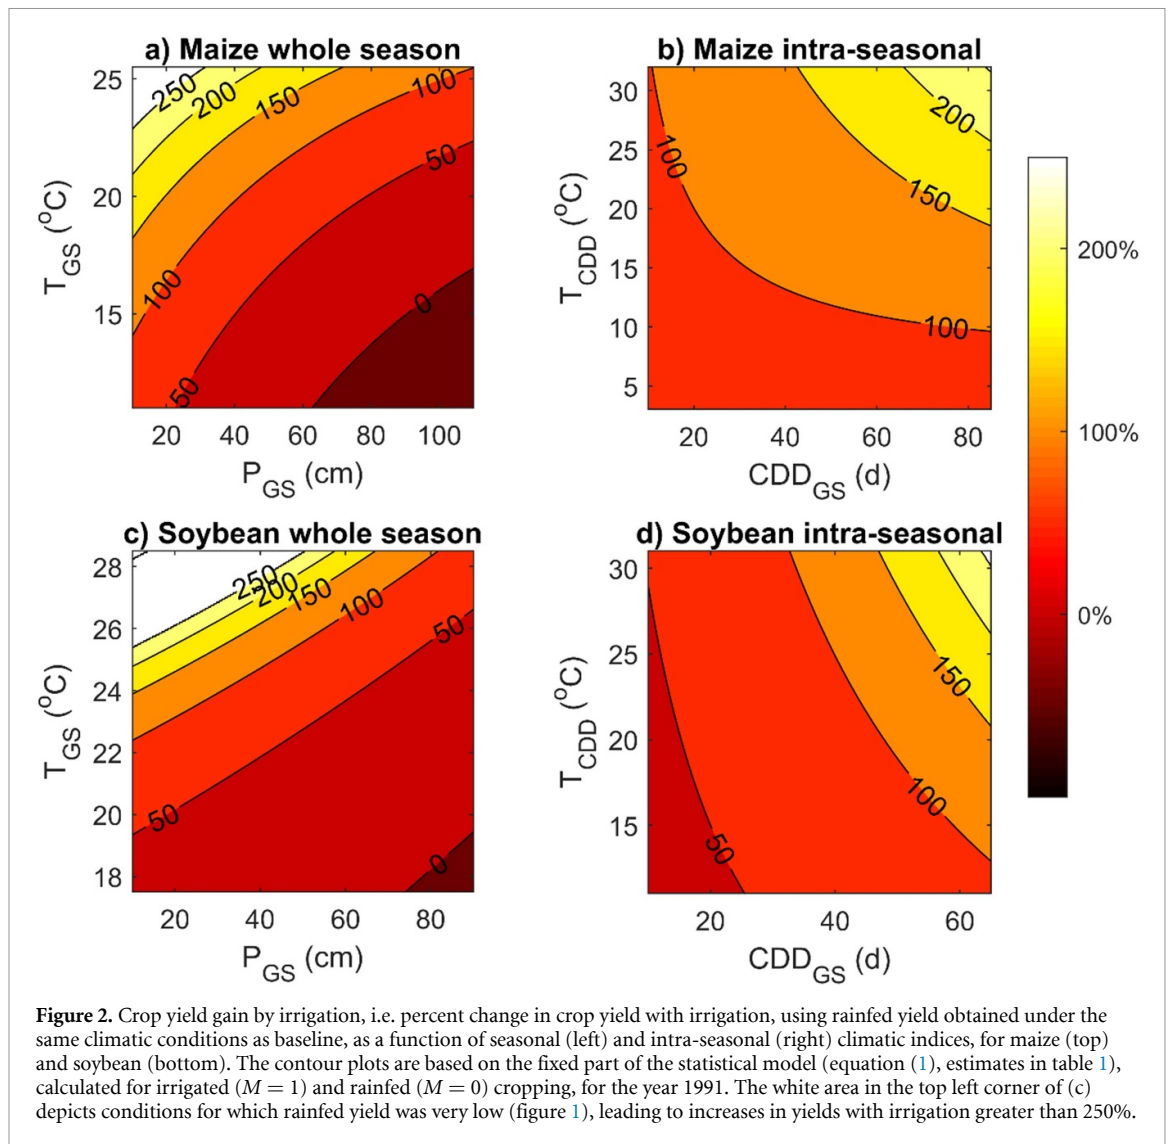 a) Maize whole season
25
20
15
T_GS (°C)
250
200
150
100
50
100
50
0
20 40 60 80 100
P_GS (cm)
b) Maize intra-seasonal
30
25
20
15
10
5
T_CDD (°C)
200
150
100
100
20 40 60 80
CDD_GS (d)
200%
100%
0%
c) Soybean whole season
28
26
24
22
20
18
T_GS (°C)
250
200
150
100
50
50
0
20 40 60 80
P_GS (cm)
d) Soybean intra-seasonal
30
25
20
15
T_CDD (°C)
150
100
50
20 40 60
CDD_GS (d)
Figure 2. Crop yield gain by irrigation, i.e. percent change in crop yield with irrigation, using rainfed yield obtained under the
same climatic conditions as baseline, as a function of seasonal (left) and intra-seasonal (right) climatic indices, for maize (top)
and soybean (bottom). The contour plots are based on the fixed part of the statistical model (equation (1), estimates in table 1),
calculated for irrigated (M = 1) and rainfed (M = 0) cropping, for the year 1991. The white area in the top left corner of (c)
depicts conditions for which rainfed yield was very low (figure 1), leading to increases in yields with irrigation greater than 250%.